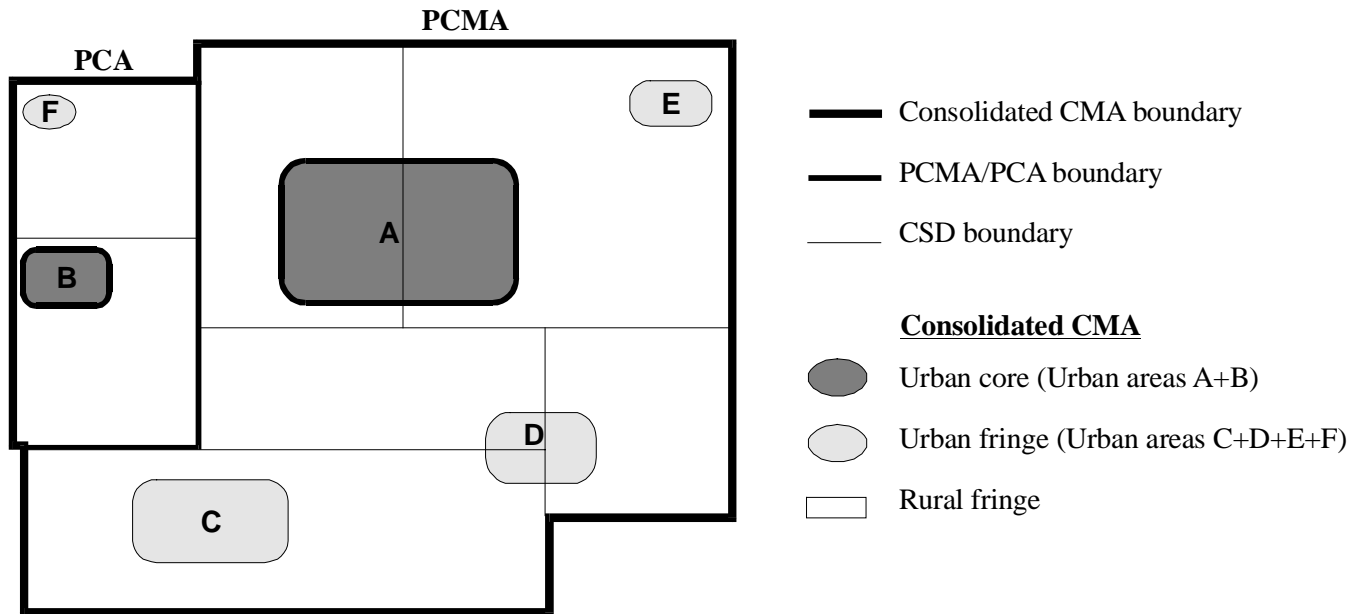 PCMA
PCA
F
E
A
B
D
C
Consolidated CMA boundary
PCMA/PCA boundary
CSD boundary
Consolidated CMA
Urban core (Urban areas A+B)
Urban fringe (Urban areas C+D+E+F)
Rural fringe